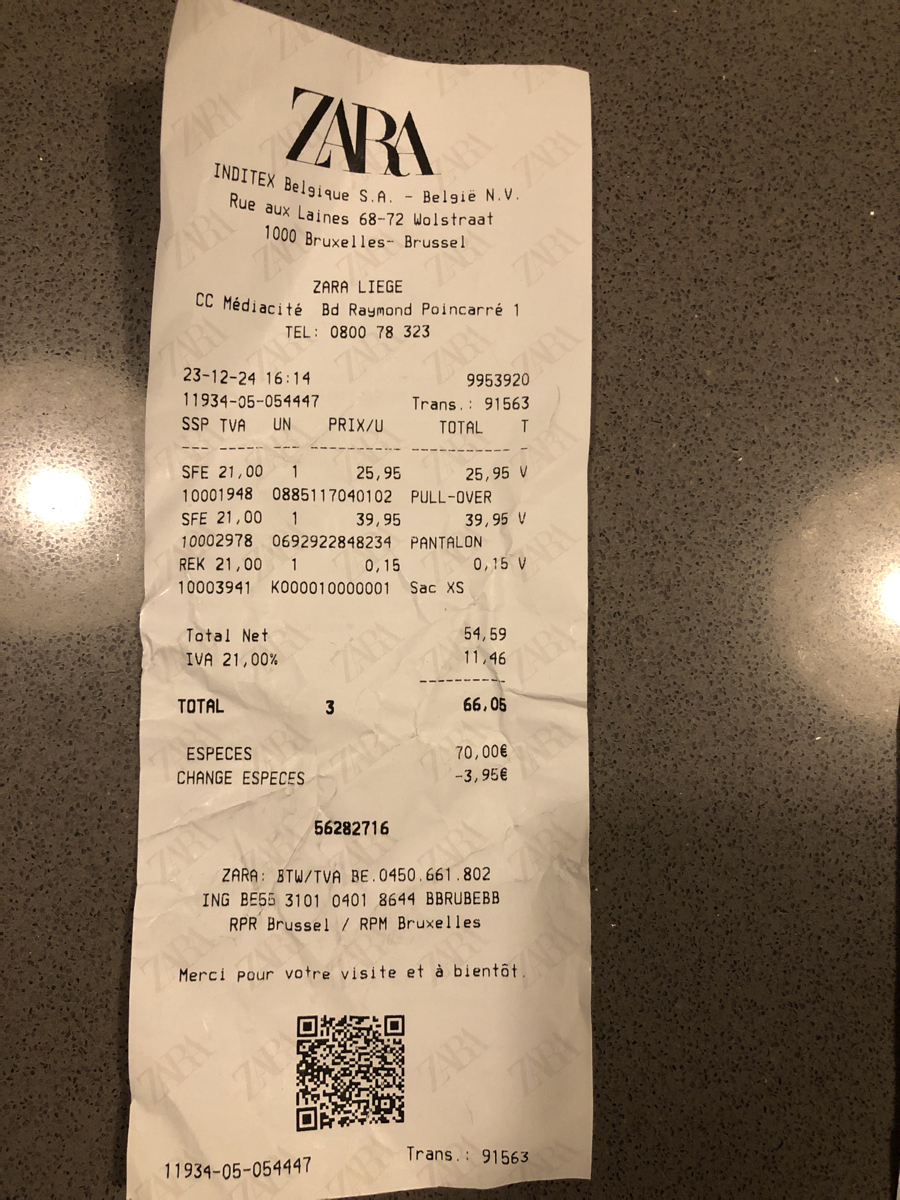 ZARA
INDITEX Belgique S.A. - België N.V.
Rue aux Laines 68-72 Wolstraat
1000 Bruxelles- Brussel
ZARA LIEGE
CC Médiacité Bd Raymond Poincarré 1
TEL: 0800 78 323
23-12-24 16:14 9953920
11934-05-054447 Trans.: 91563
SSP TVA UN PRIX/U TOTAL T
--- ----- --- ------- ----------- -
SFE 21,00 1 25,95 25,95 V
10001948 0885117040102 PULL-OVER
SFE 21,00 1 39,95 39,95 V
10002978 0692922848234 PANTALON
REK 21,00 1 0,15 0,15 V
10003941 K000010000001 Sac XS
Total Net 54,59
IVA 21,00% 11,46
----------
TOTAL 3 66,05
ESPECES 70,00€
CHANGE ESPECES -3,95€
56282716
ZARA: BTW/TVA BE.0450.661.802
ING BE55 3101 0401 8644 BBRUBEBB
RPR Brussel / RPM Bruxelles
Merci pour votre visite et à bientôt.
11934-05-054447 Trans.: 91563